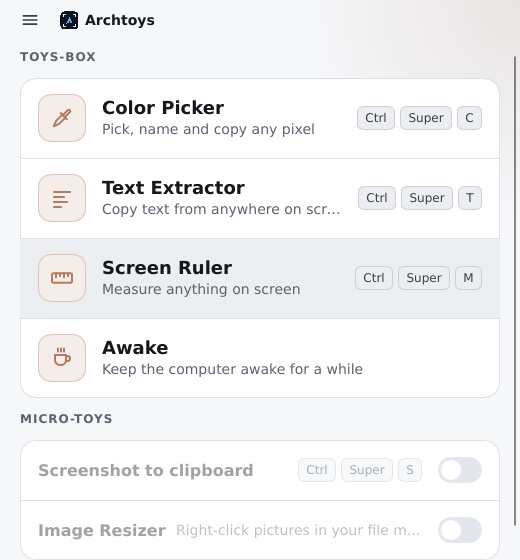 Archtoys
TOYS-BOX
Color Picker
Pick, name and copy any pixel
Ctrl Super C
Text Extractor
Copy text from anywhere on scr...
Ctrl Super T
Screen Ruler
Measure anything on screen
Ctrl Super M
Awake
Keep the computer awake for a while
MICRO-TOYS
Screenshot to clipboard Ctrl Super S
Image Resizer Right-click pictures in your file m...